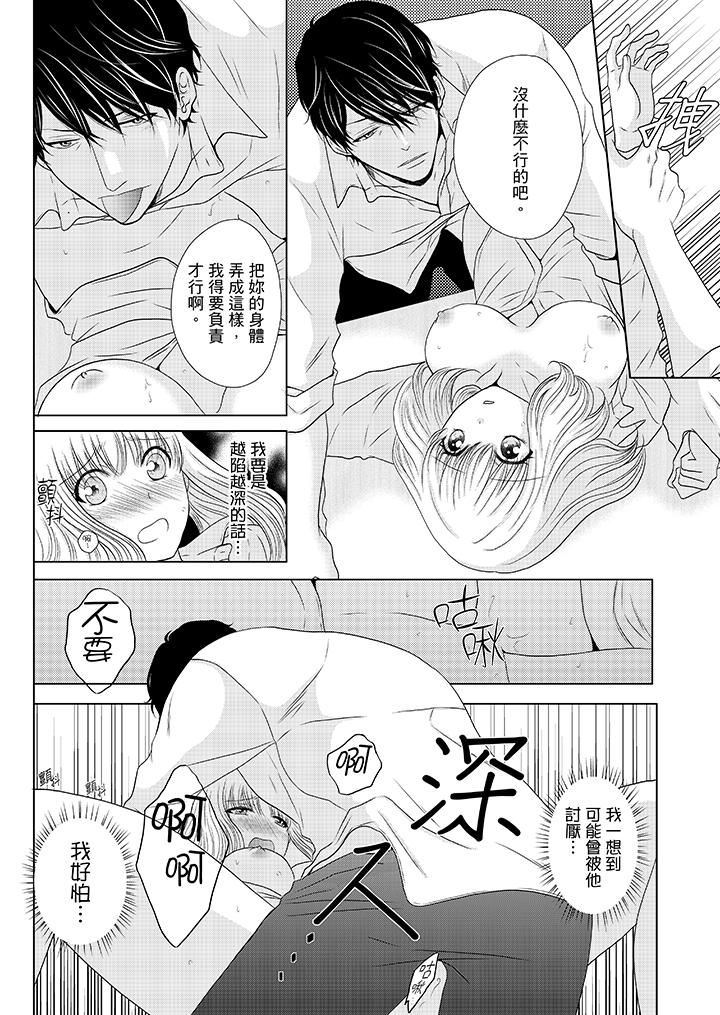 拽
沒什麼不行的吧。
把妳的身體
弄成這樣，
我得要負責
才行啊。
我要是
越陷越深的話…
顫抖
啊…
咕
啾
不要
深
入
…
我一想到
可能會被他
討厭…
啊
啊
啊
顫抖
我好怕…
咕
啾